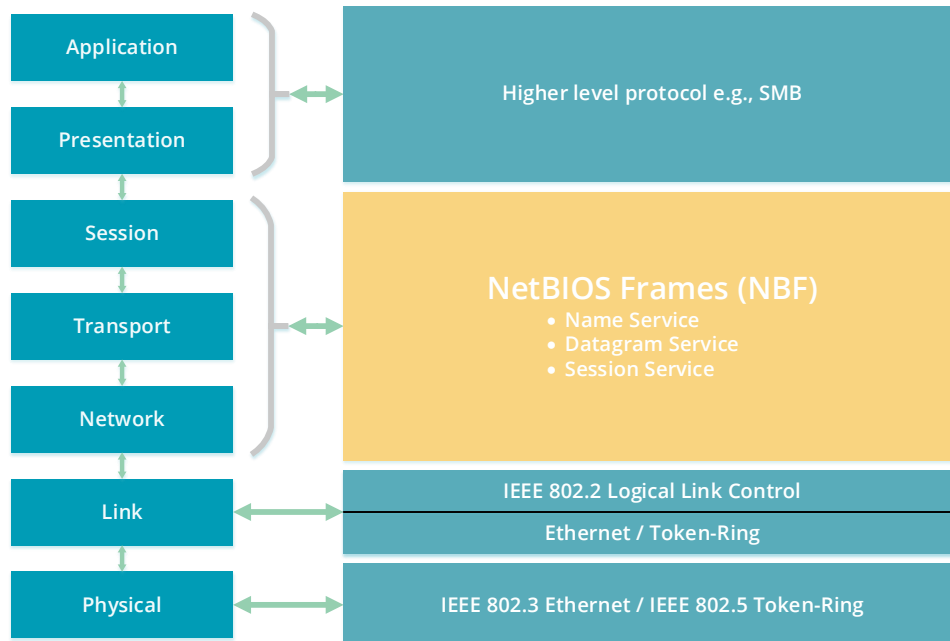 Application
Presentation
Session
Transport
Network
Link
Physical
Higher level protocol e.g., SMB
NetBIOS Frames (NBF)
• Name Service
• Datagram Service
• Session Service
IEEE 802.2 Logical Link Control
Ethernet / Token-Ring
IEEE 802.3 Ethernet / IEEE 802.5 Token-Ring